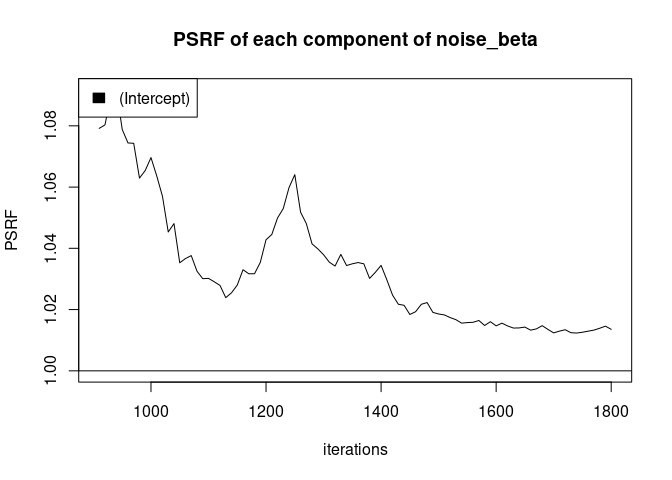 PSRF of each component of noise_beta
(Intercept)
1.08
1.06
1.04
1.02
1.00
PSRF
1000 1200 1400 1600 1800
iterations